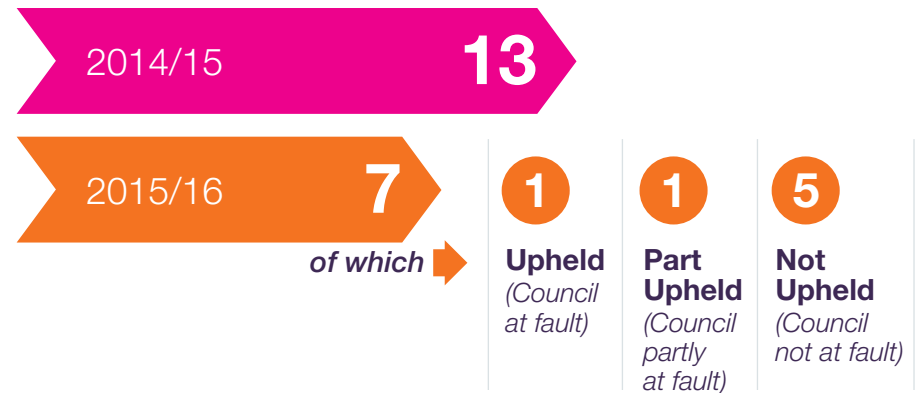 2014/15 13
2015/16 7
of which
1
Upheld
(Council
at fault)
1
Part
Upheld
(Council
partly
at fault)
5
Not
Upheld
(Council
not at fault)